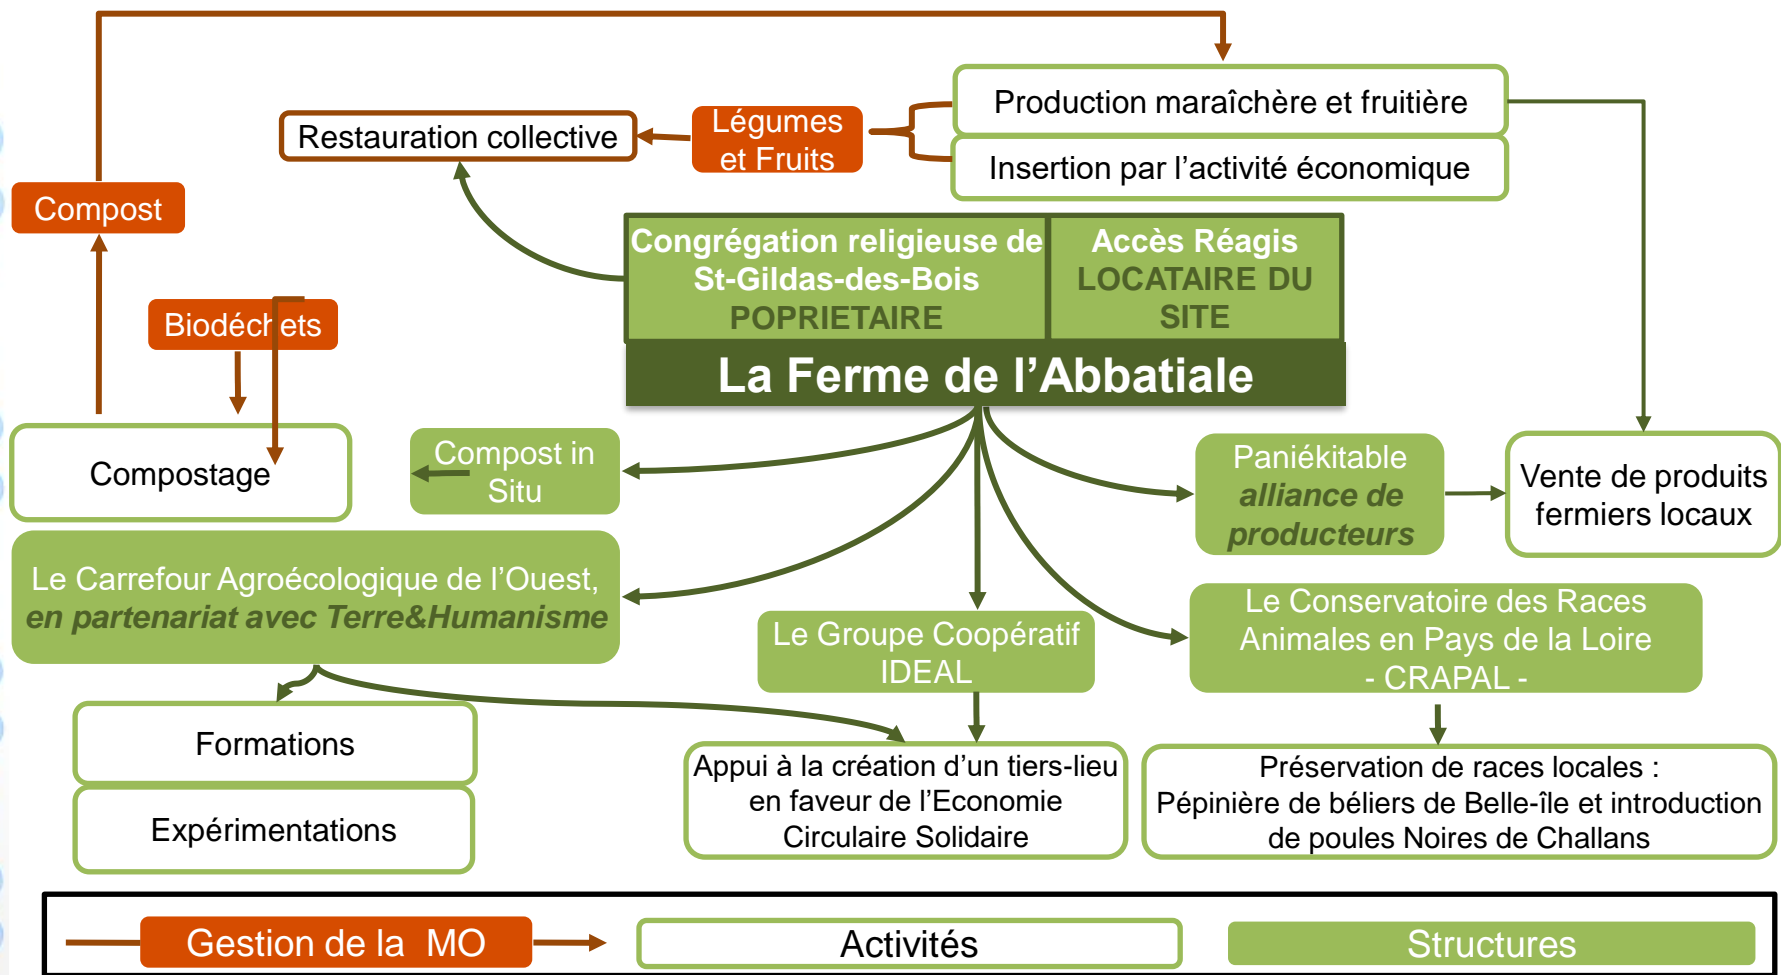 Production maraîchère et fruitière
Légumes
et Fruits
Restauration collective
Insertion par l’activité économique
Compost
Congrégation religieuse de
St-Gildas-des-Bois
POPRIETAIRE
Accès Réagis
LOCATAIRE DU
SITE
Biodéchets
La Ferme de l’Abbatiale
Compostage
Compost in
Situ
Paniékitable
alliance de
producteurs
Vente de produits
fermiers locaux
Le Carrefour Agroécologique de l’Ouest,
en partenariat avec Terre&Humanisme
Le Groupe Coopératif
IDEAL
Le Conservatoire des Races
Animales en Pays de la Loire
- CRAPAL -
Formations
Expérimentations
Appui à la création d’un tiers-lieu
en faveur de l’Economie
Circulaire Solidaire
Préservation de races locales :
Pépinière de béliers de Belle-île et introduction
de poules Noires de Challans
Gestion de la MO
Activités
Structures